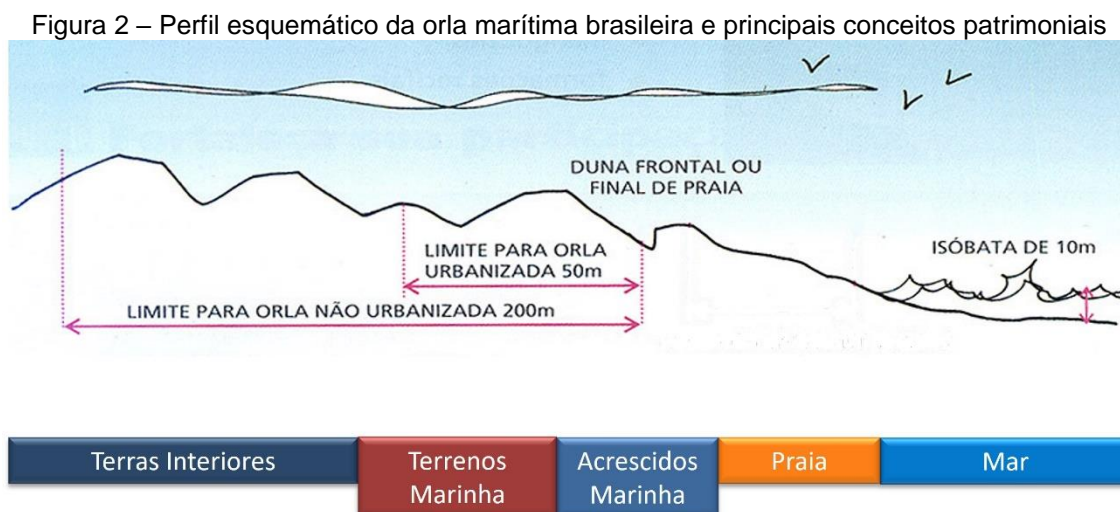 Figura 2 – Perfil esquemático da orla marítima brasileira e principais conceitos patrimoniais
DUNA FRONTAL OU
FINAL DE PRAIA
ISÓBATA DE 10m
LIMITE PARA ORLA
URBANIZADA 50m
LIMITE PARA ORLA NÃO URBANIZADA 200m
Terras Interiores
Terrenos
Marinha
Acrescidos
Marinha
Praia
Mar